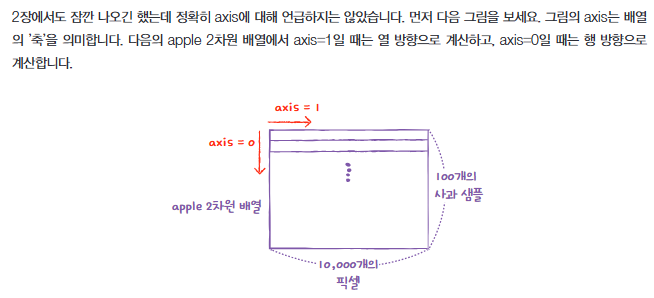 2장에서도 잠깐 나오긴 했는데 정확히 axis에 대해 언급하지는 않았습니다. 먼저 다음 그림을 보세요. 그림의 axis는 배열
의 '축'을 의미합니다. 다음의 apple 2차원 배열에서 axis=1일 때는 열 방향으로 계산하고, axis=0일 때는 행 방향으로
계산합니다.
axis = 1
axis = 0
100개의
사과 샘플
apple 2차원 배열
10,000개의
픽셀